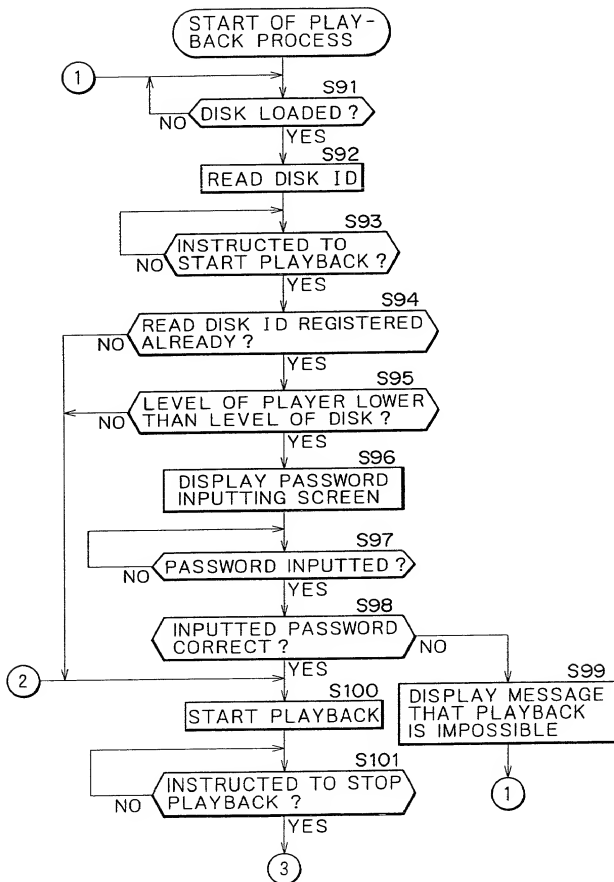 START OF PLAY-
BACK PROCESS
1
S91
DISK LOADED ?
NO
YES
S92
READ DISK ID
S93
INSTRUCTED TO
START PLAYBACK ?
NO
YES
S94
READ DISK ID REGISTERED
ALREADY ?
NO
YES
S95
LEVEL OF PLAYER LOWER
THAN LEVEL OF DISK ?
NO
YES
S96
DISPLAY PASSWORD
INPUTTING SCREEN
S97
PASSWORD INPUTTED ?
NO
YES
S98
INPUTTED PASSWORD
CORRECT ?
NO
YES
S99
DISPLAY MESSAGE
THAT PLAYBACK
IS IMPOSSIBLE
1
2
S100
START PLAYBACK
S101
INSTRUCTED TO STOP
PLAYBACK ?
NO
YES
3